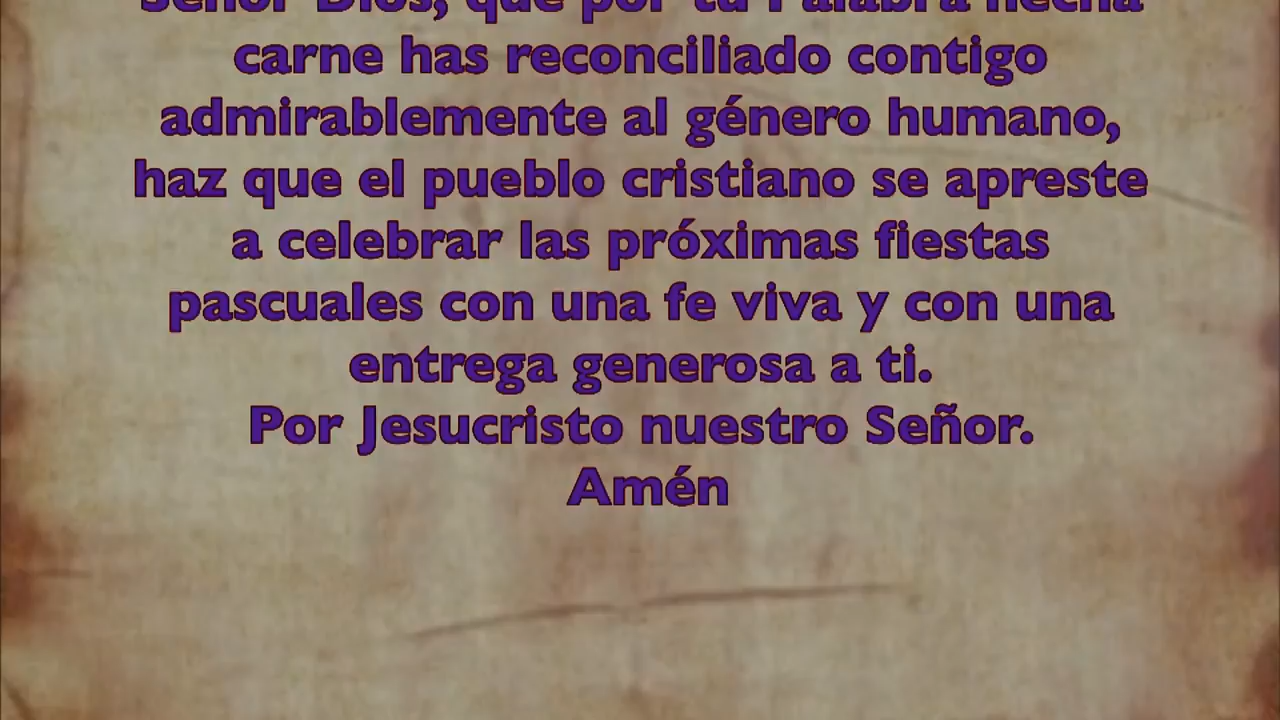 Señor Dios, que por tu Palabra hecha
carne has reconciliado contigo
admirablemente al género humano,
haz que el pueblo cristiano se apreste
a celebrar las próximas fiestas
pascuales con una fe viva y con una
entrega generosa a ti.
Por Jesucristo nuestro Señor.
Amén